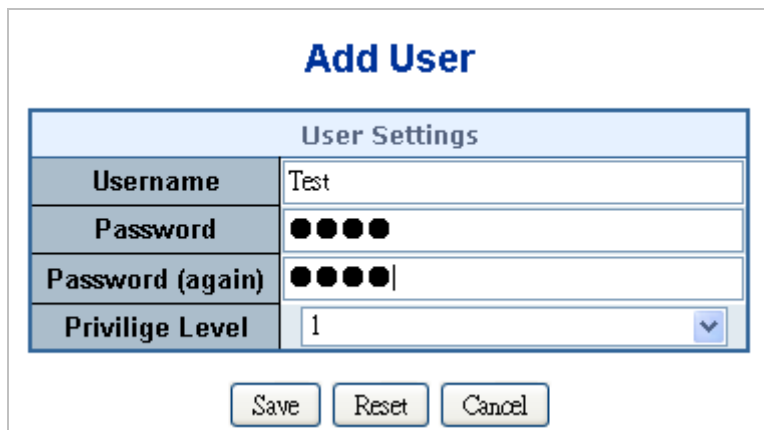 Add User
User Settings
Username Test
Password ●●●●
Password (again) ●●●●
Privilige Level 1
Save Reset Cancel